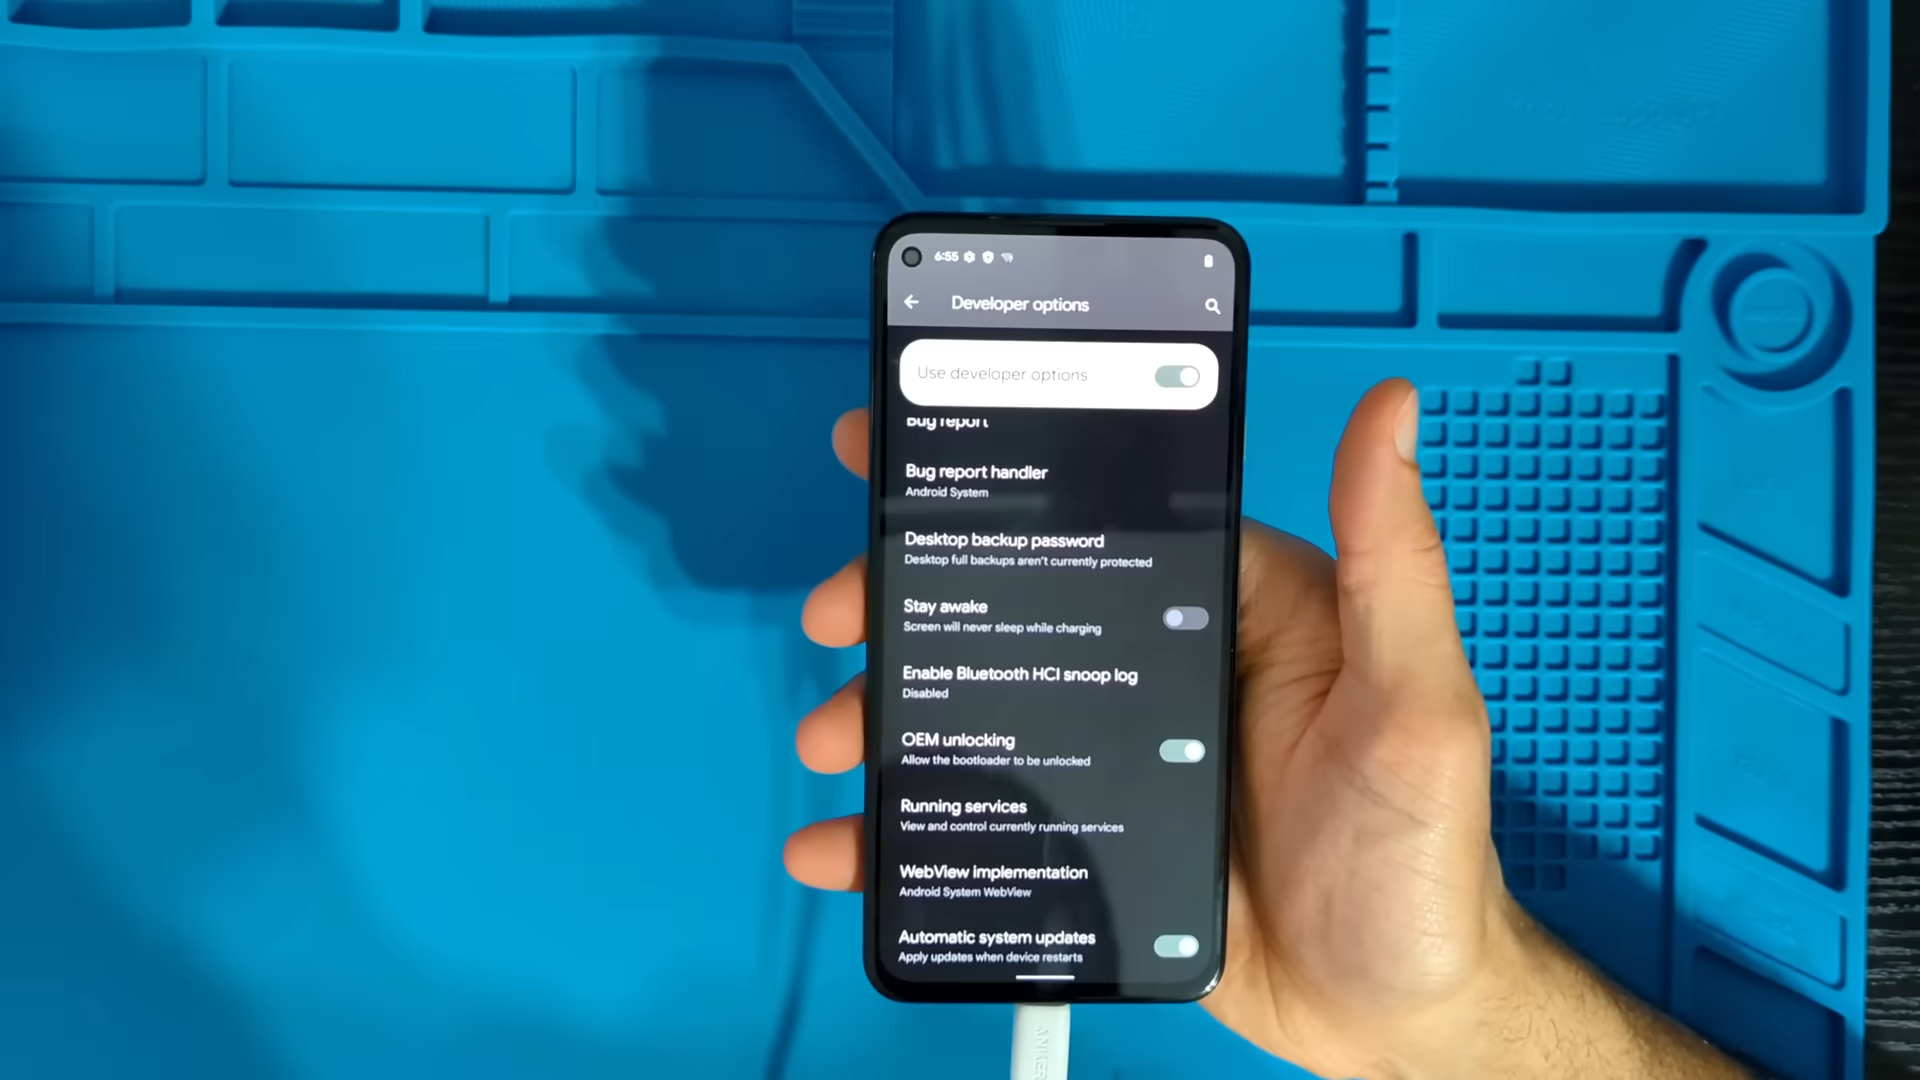 6:55
Developer options
Use developer options
Bug report
Bug report handler
Android System
Desktop backup password
Desktop full backups aren't currently protected
Stay awake
Screen will never sleep while charging
Enable Bluetooth HCI snoop log
Disabled
OEM unlocking
Allow the bootloader to be unlocked
Running services
View and control currently running services
WebView implementation
Android System WebView
Automatic system updates
Apply updates when device restarts
ANKER